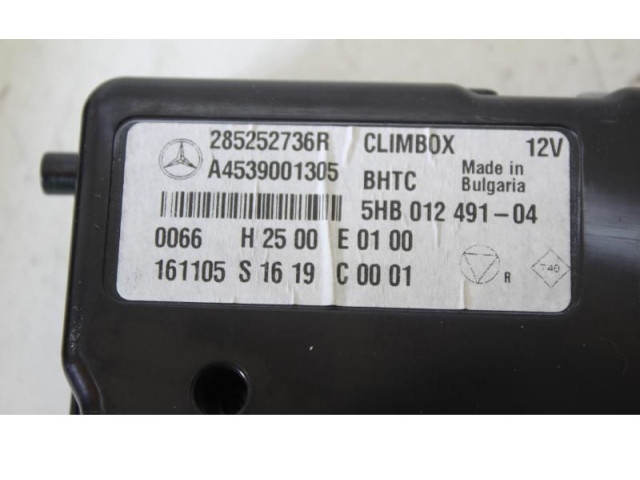 285252736R CLIMBOX 12V
A4539001305 BHTC Made in Bulgaria
5HB 012 491-04
0066 H 25 00 E 01 00
161105 S 16 19 C 00 01
R 740